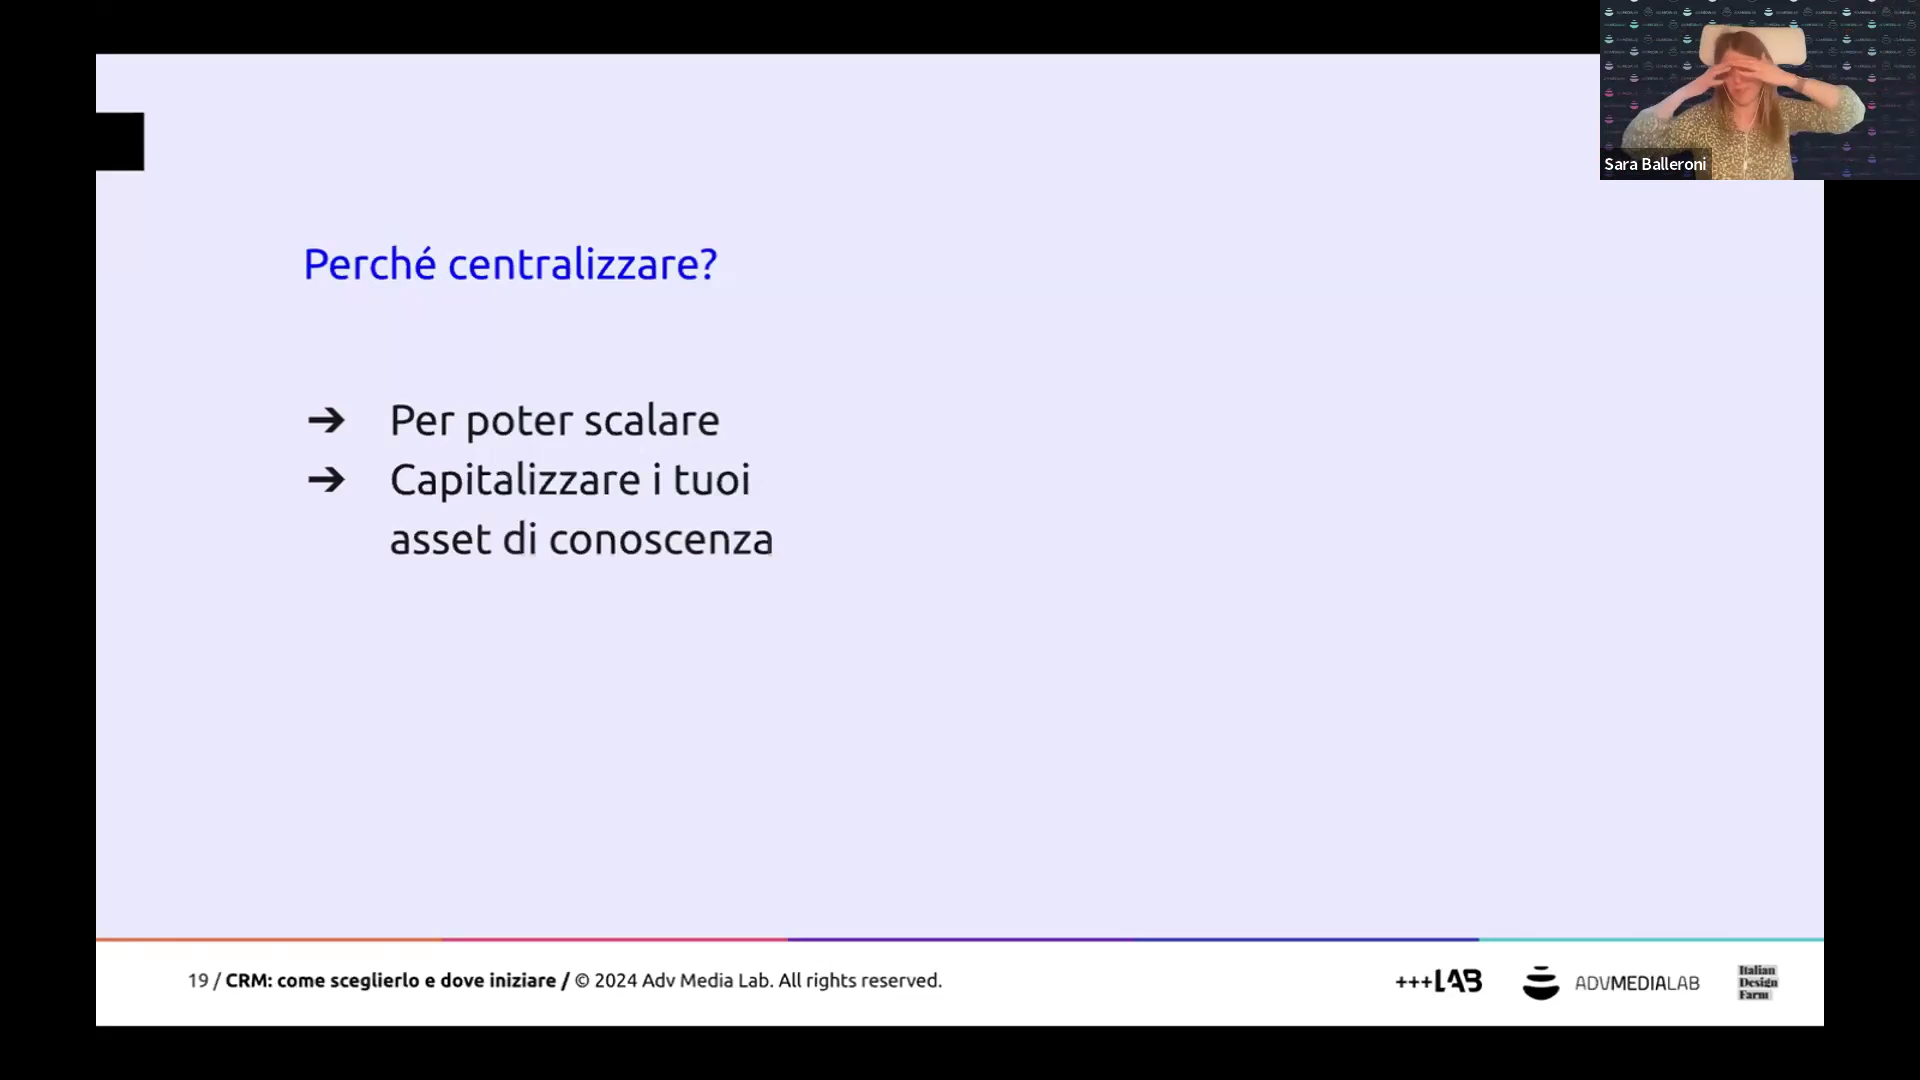 Sara Balleroni
Perché centralizzare?
➔ Per poter scalare
➔ Capitalizzare i tuoi
asset di conoscenza
19 / CRM: come sceglierlo e dove iniziare / © 2024 Adv Media Lab. All rights reserved.
+++LAB
ADVMEDIALAB
Italian
Design
Farm